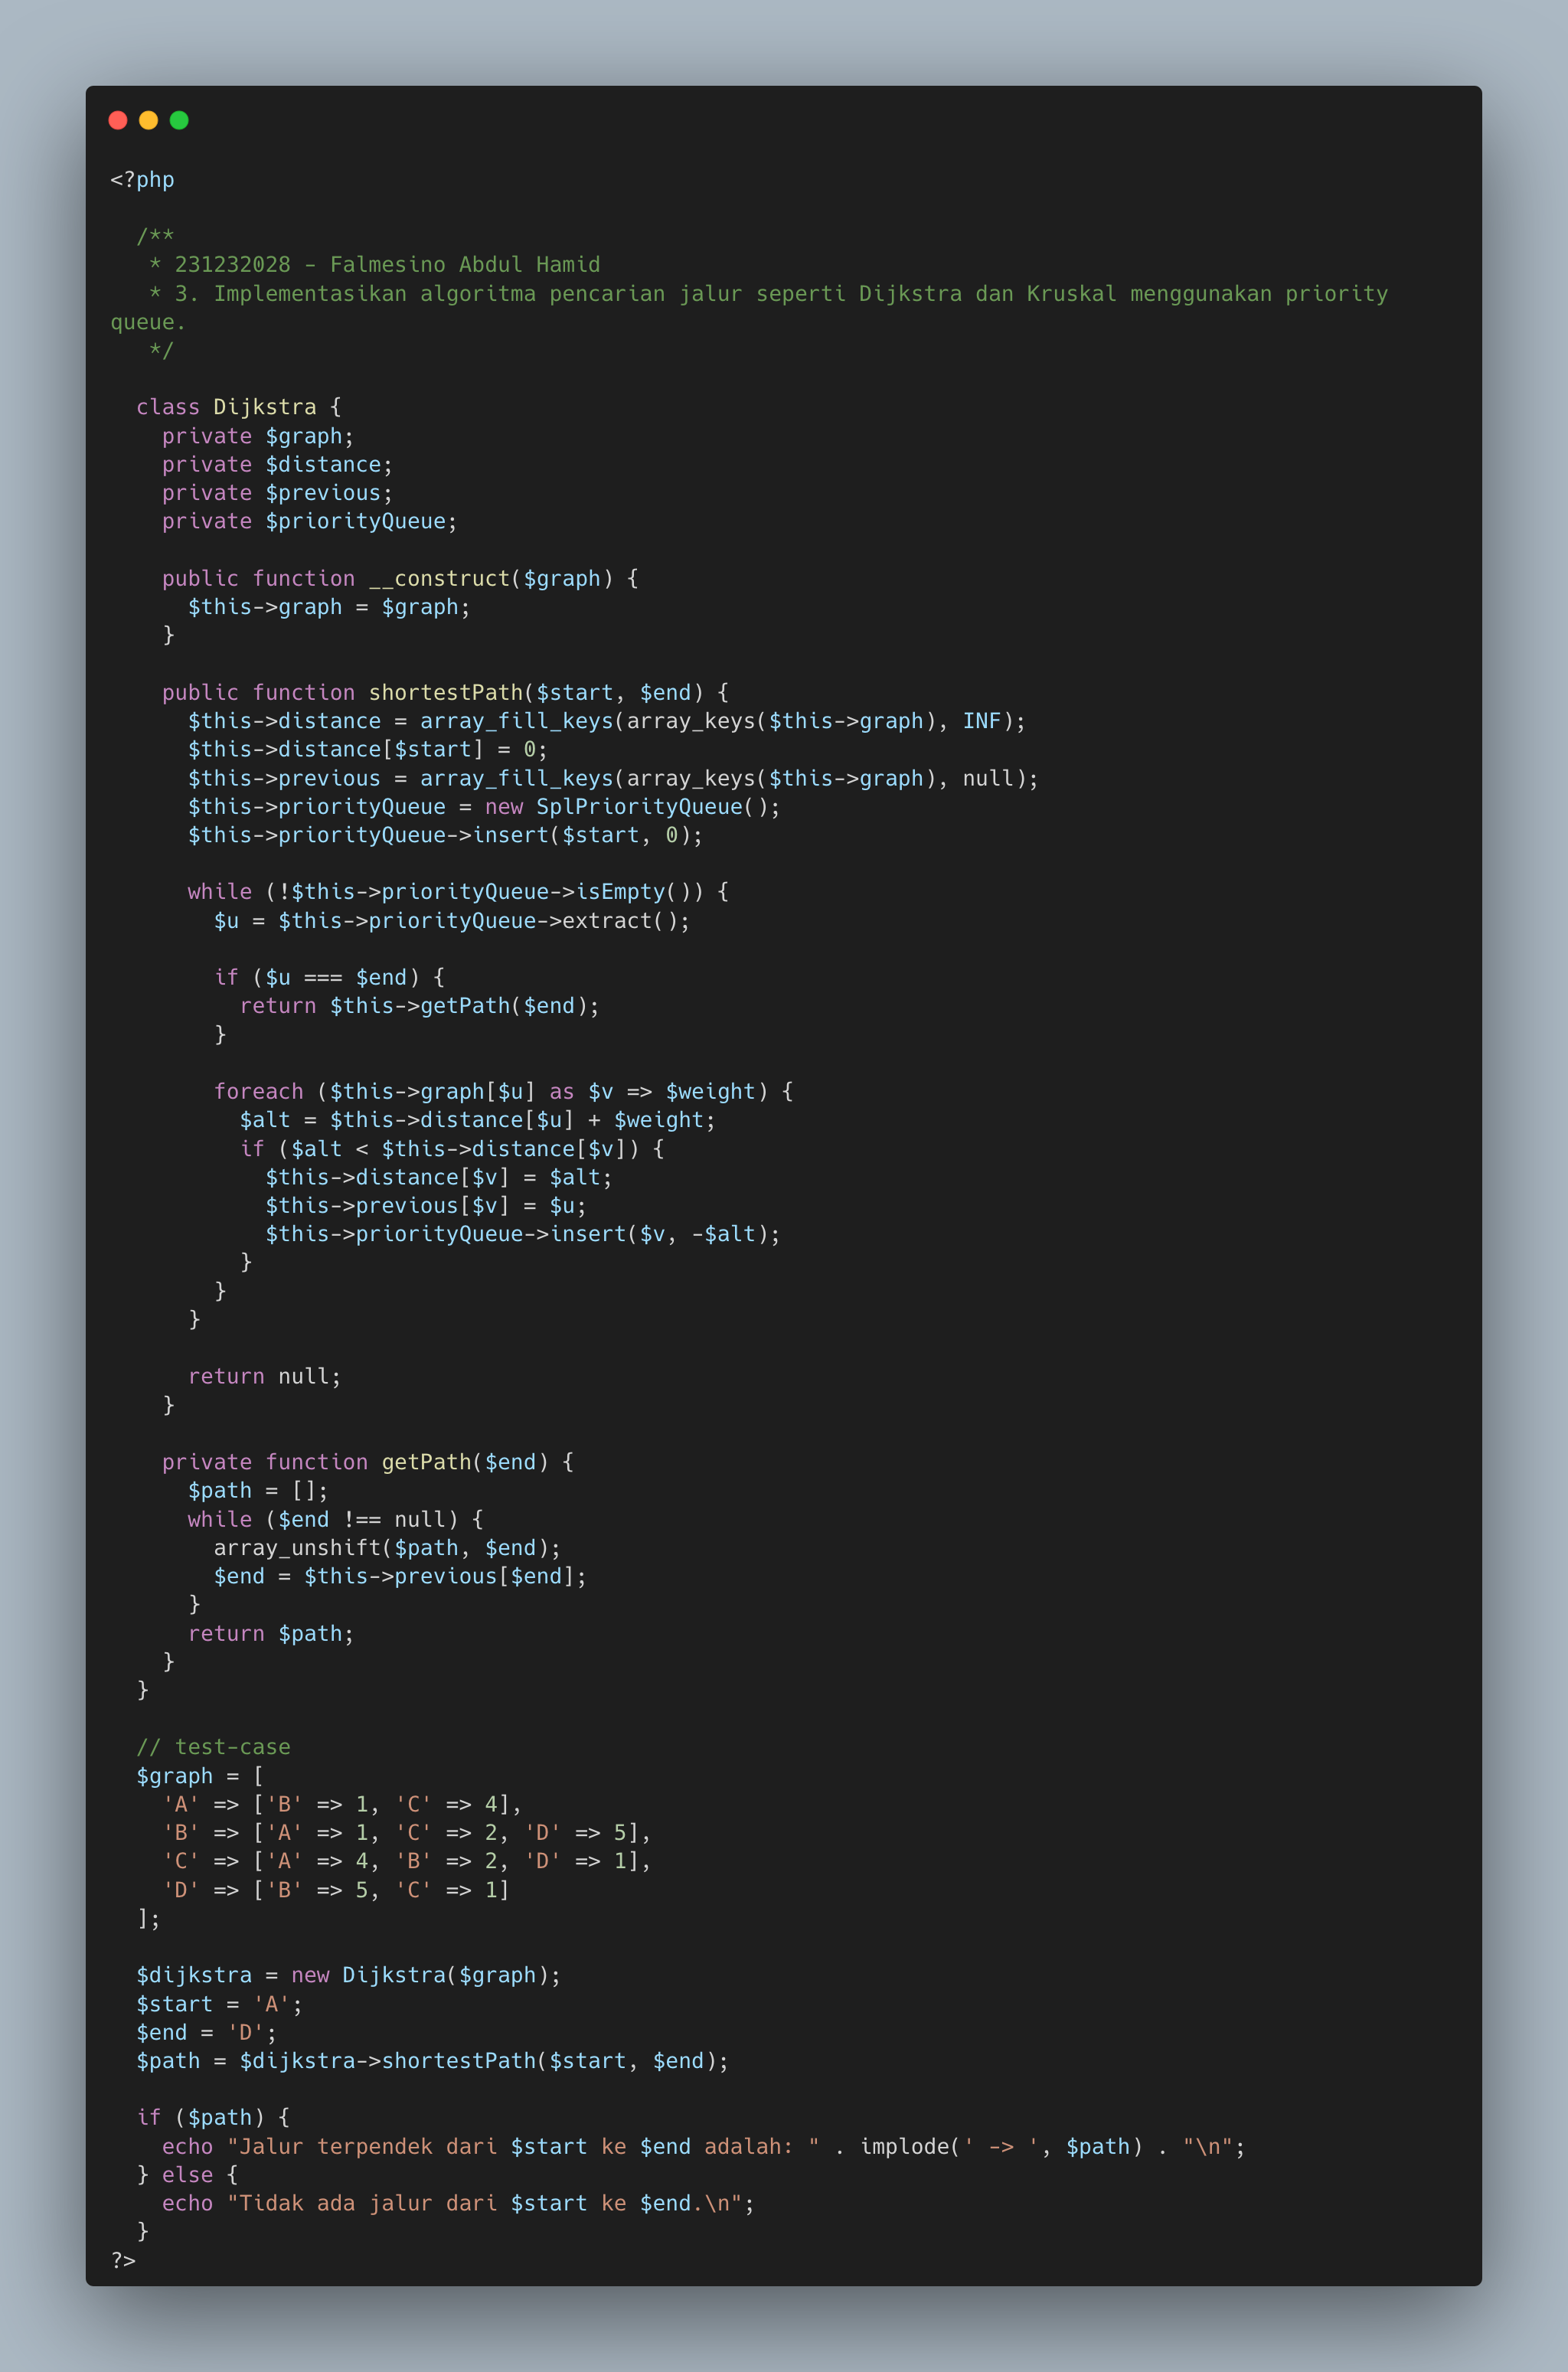 <?php

  /**
   * 231232028 - Falmesino Abdul Hamid
   * 3. Implementasikan algoritma pencarian jalur seperti Dijkstra dan Kruskal menggunakan priority
queue.
   */

  class Dijkstra {
    private $graph;
    private $distance;
    private $previous;
    private $priorityQueue;

    public function __construct($graph) {
      $this->graph = $graph;
    }

    public function shortestPath($start, $end) {
      $this->distance = array_fill_keys(array_keys($this->graph), INF);
      $this->distance[$start] = 0;
      $this->previous = array_fill_keys(array_keys($this->graph), null);
      $this->priorityQueue = new SplPriorityQueue();
      $this->priorityQueue->insert($start, 0);

      while (!$this->priorityQueue->isEmpty()) {
        $u = $this->priorityQueue->extract();

        if ($u === $end) {
          return $this->getPath($end);
        }

        foreach ($this->graph[$u] as $v => $weight) {
          $alt = $this->distance[$u] + $weight;
          if ($alt < $this->distance[$v]) {
            $this->distance[$v] = $alt;
            $this->previous[$v] = $u;
            $this->priorityQueue->insert($v, -$alt);
          }
        }
      }

      return null;
    }

    private function getPath($end) {
      $path = [];
      while ($end !== null) {
        array_unshift($path, $end);
        $end = $this->previous[$end];
      }
      return $path;
    }
  }

  // test-case
  $graph = [
    'A' => ['B' => 1, 'C' => 4],
    'B' => ['A' => 1, 'C' => 2, 'D' => 5],
    'C' => ['A' => 4, 'B' => 2, 'D' => 1],
    'D' => ['B' => 5, 'C' => 1]
  ];

  $dijkstra = new Dijkstra($graph);
  $start = 'A';
  $end = 'D';
  $path = $dijkstra->shortestPath($start, $end);

  if ($path) {
    echo "Jalur terpendek dari $start ke $end adalah: " . implode(' -> ', $path) . "\n";
  } else {
    echo "Tidak ada jalur dari $start ke $end.\n";
  }
?>